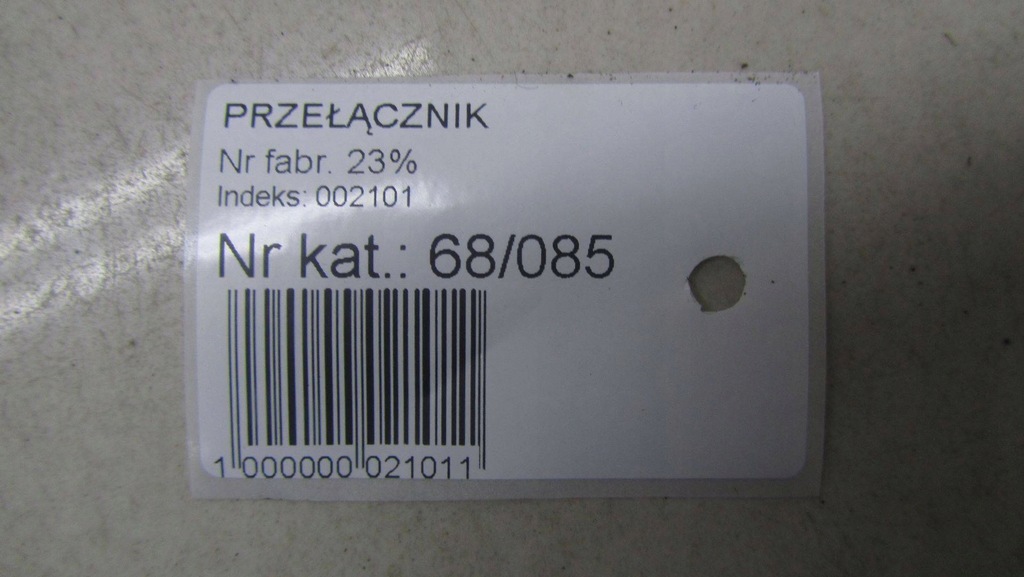 PRZEŁĄCZNIK
Nr fabr. 23%
Indeks: 002101
Nr kat.: 68/085
1 000000 021011